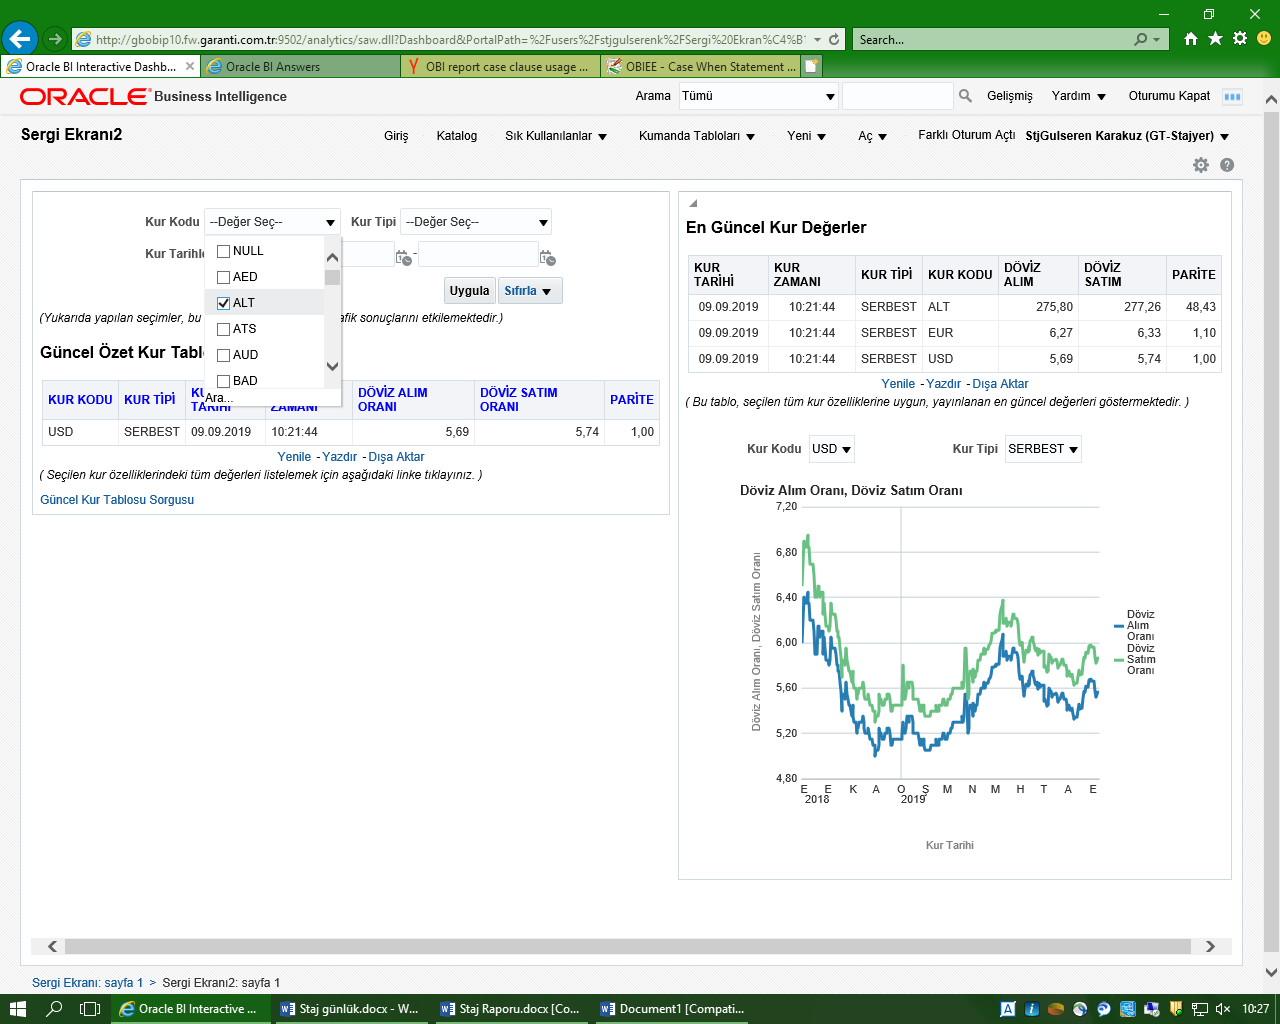 http://gbobip10.fw.garanti.com.tr:9502/analytics/saw.dll?Dashboard&PortalPath=%2Fusers%2Fstjgulserenk%2FSergi%20Ekran%C4%B1
Search...
Oracle BI Interactive Dashb...
Oracle BI Answers
OBI report case clause usage ...
OBIEE - Case When Statement ...
ORACLE Business Intelligence
Arama
Tümü
Gelişmiş
Yardım
Oturumu Kapat
Sergi Ekranı2
Giriş
Katalog
Sık Kullanılanlar
Kumanda Tabloları
Yeni
Aç
Farklı Oturum Açtı
StjGulseren Karakuz (GT-Stajyer)
Kur Kodu
--Değer Seç--
Kur Tipi
--Değer Seç--
Kur Tarihle
-
NULL
AED
ALT
ATS
AUD
BAD
Ara...
Uygula
Sıfırla
(Yukarıda yapılan seçimler, bu
afik sonuçlarını etkilemektedir.)
Güncel Özet Kur Tabl
KUR KODU KUR TİPİ KU TARIHI ZAMANI DÖVİZ ALIM ORANI DÖVİZ SATIM ORANI PARİTE
USD SERBEST 09.09.2019 10:21:44 5,69 5,74 1,00
Yenile - Yazdır - Dışa Aktar
( Seçilen kur özelliklerindeki tüm değerleri listelemek için aşağıdaki linke tıklayınız. )
Güncel Kur Tablosu Sorgusu
En Güncel Kur Değerler
KUR TARİHİ KUR ZAMANI KUR TİPİ KUR KODU DÖVİZ ALIM DÖVİZ SATIM PARİTE
09.09.2019 10:21:44 SERBEST ALT 275,80 277,26 48,43
09.09.2019 10:21:44 SERBEST EUR 6,27 6,33 1,10
09.09.2019 10:21:44 SERBEST USD 5,69 5,74 1,00
Yenile - Yazdır - Dışa Aktar
( Bu tablo, seçilen tüm kur özelliklerine uygun, yayınlanan en güncel değerleri göstermektedir. )
Kur Kodu USD Kur Tipi SERBEST
Döviz Alım Oranı, Döviz Satım Oranı
Döviz Alım Oranı, Döviz Satım Oranı
7,20
6,80
6,40
6,00
5,60
5,20
4,80
E E K A O Ş M N M H T A E
2018 2019
Kur Tarihi
Döviz
Alım
Oranı
Döviz
Satım
Oranı
Sergi Ekranı: sayfa 1 > Sergi Ekranı2: sayfa 1
Oracle BI Interactive ...
Staj günlük.docx - W...
Staj Raporu.docx [Co...
Document1 [Compati...
10:27